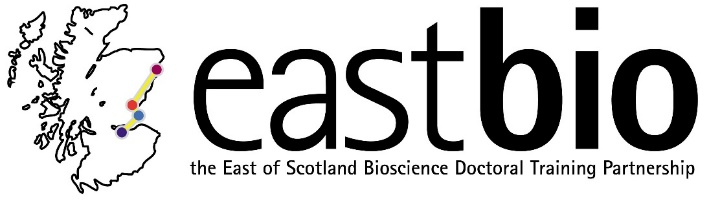 eastbio
the East of Scotland Bioscience Doctoral Training Partnership